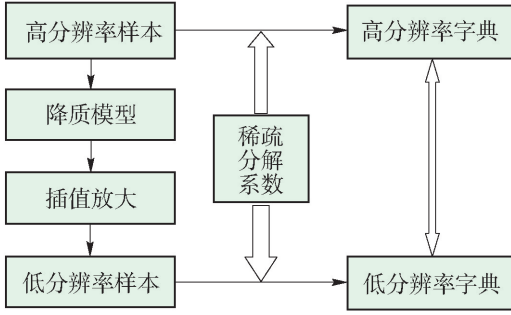 高分辨率样本
高分辨率字典
降质模型
稀疏
分解
系数
插值放大
低分辨率样本
低分辨率字典